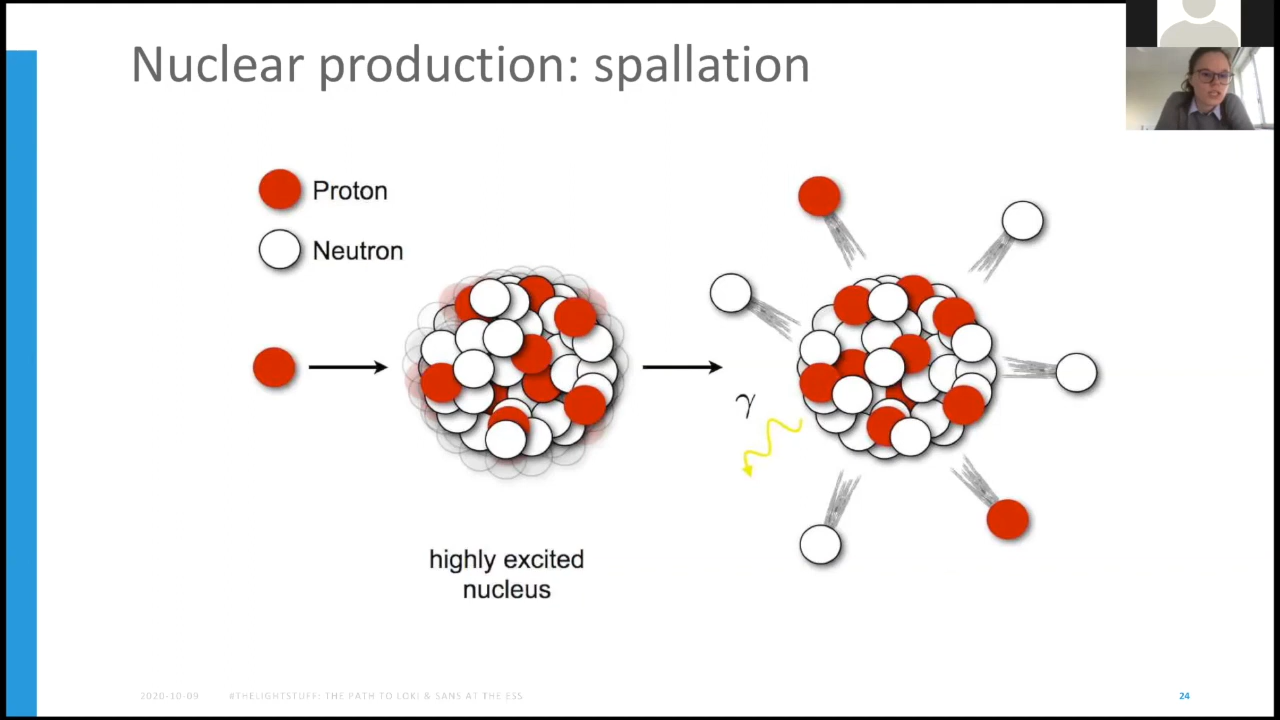 Nuclear production: spallation
Proton
Neutron
γ
highly excited
nucleus
2020-10-09 #THELIGHTSTUFF: THE PATH TO LOKI & SANS AT THE ESS 24